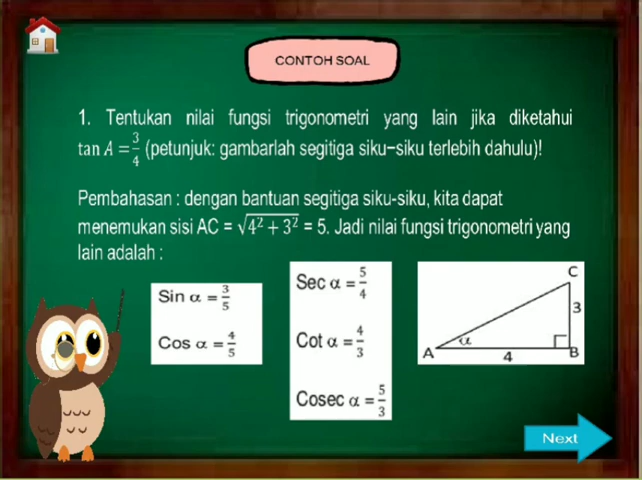 CONTOH SOAL
1. Tentukan nilai fungsi trigonometri yang lain jika diketahui
tan A = 3/4 (petunjuk: gambarlah segitiga siku−siku terlebih dahulu)!
Pembahasan : dengan bantuan segitiga siku-siku, kita dapat
menemukan sisi AC = √(4² + 3²) = 5. Jadi nilai fungsi trigonometri yang
lain adalah :
Sin α = 3/5
Cos α = 4/5
Sec α = 5/4
Cot α = 4/3
Cosec α = 5/3
C
3
A α B
4
Next